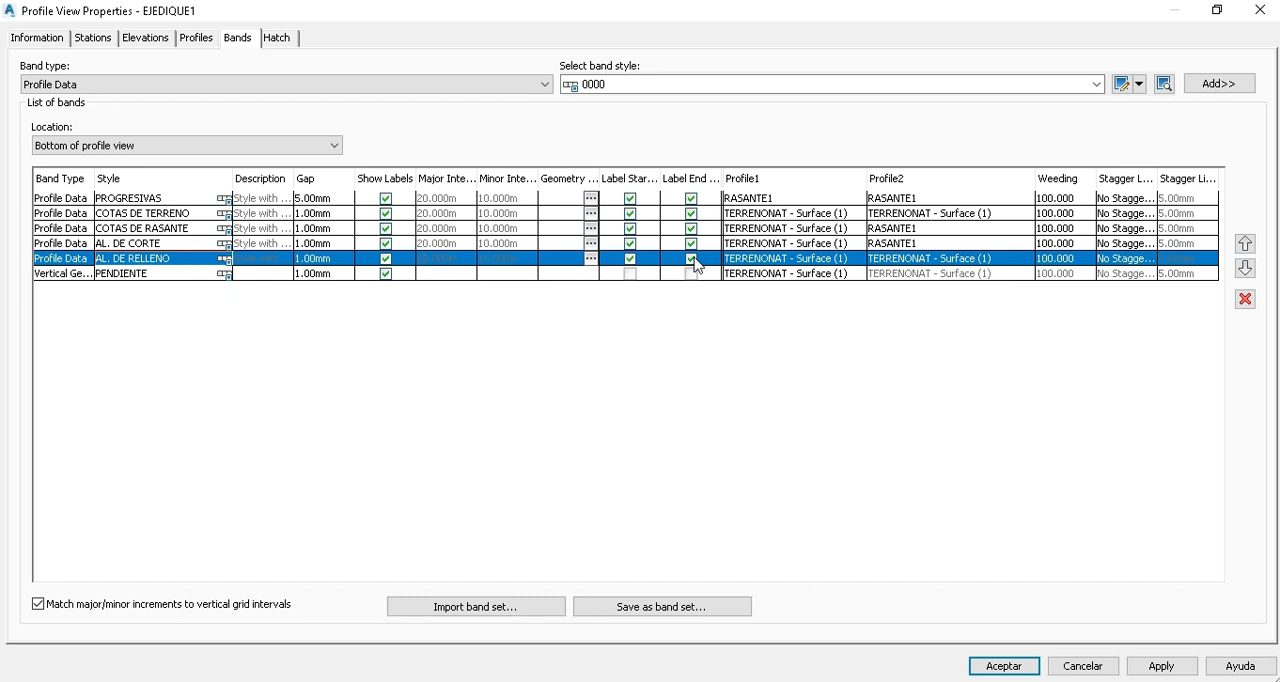 Profile View Properties - EJEDIQUE1
Information Stations Elevations Profiles Bands Hatch
Band type: Select band style:
Profile Data 0000 Add>>
List of bands
Location:
Bottom of profile view
Band Type Style Description Gap Show Labels Major Inte... Minor Inte... Geometry ... Label Star... Label End ... Profile1 Profile2 Weeding Stagger L... Stagger Li...
Profile Data PROGRESIVAS Style with ... 5.00mm 20.000m 10.000m ... RASANTE1 RASANTE1 100.000 No Stagge... 5.00mm
Profile Data COTAS DE TERRENO Style with ... 1.00mm 20.000m 10.000m ... TERRENONAT - Surface (1) TERRENONAT - Surface (1) 100.000 No Stagge... 5.00mm
Profile Data COTAS DE RASANTE Style with ... 1.00mm 20.000m 10.000m ... TERRENONAT - Surface (1) RASANTE1 100.000 No Stagge... 5.00mm
Profile Data AL. DE CORTE Style with ... 1.00mm 20.000m 10.000m ... TERRENONAT - Surface (1) RASANTE1 100.000 No Stagge... 5.00mm
Profile Data AL. DE RELLENO 1.00mm ... TERRENONAT - Surface (1) TERRENONAT - Surface (1) 100.000 No Stagge...
Vertical Ge... PENDIENTE 1.00mm TERRENONAT - Surface (1) TERRENONAT - Surface (1) 100.000 No Stagge... 5.00mm
Match major/minor increments to vertical grid intervals Import band set... Save as band set...
Aceptar Cancelar Apply Ayuda